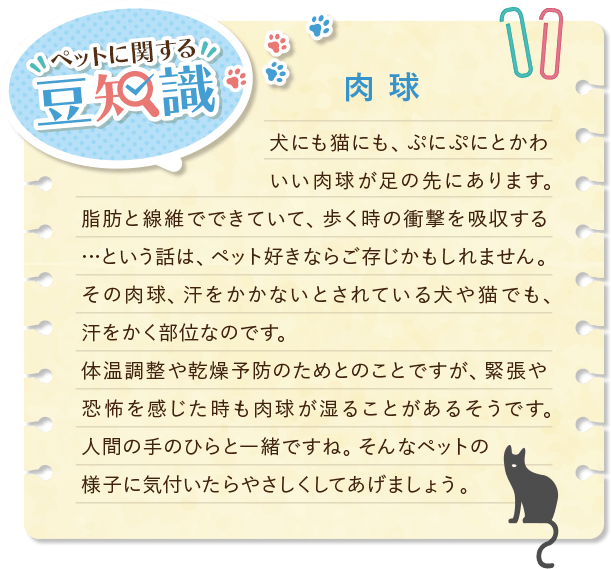 ペットに関する
豆知識
肉球
犬にも猫にも、ぷにぷにとかわ
いい肉球が足の先にあります。
脂肪と線維でできていて、歩く時の衝撃を吸収する
…という話は、ペット好きならご存じかもしれません。
その肉球、汗をかかないとされている犬や猫でも、
汗をかく部位なのです。
体温調整や乾燥予防のためとのことですが、緊張や
恐怖を感じた時も肉球が湿ることがあるそうです。
人間の手のひらと一緒ですね。そんなペットの
様子に気付いたらやさしくしてあげましょう。